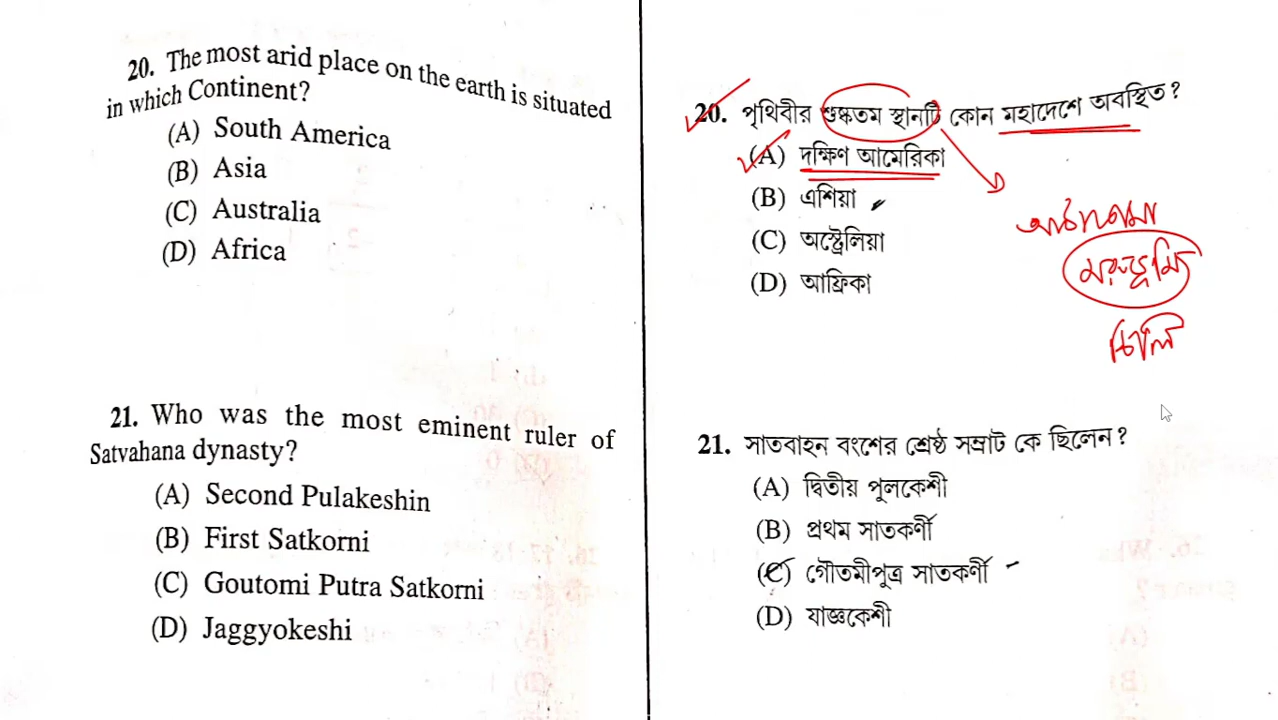 20. The most arid place on the earth is situated
in which Continent?
(A) South America
(B) Asia
(C) Australia
(D) Africa
21. Who was the most eminent ruler of
Satvahana dynasty?
(A) Second Pulakeshin
(B) First Satkorni
(C) Goutomi Putra Satkorni
(D) Jaggyokeshi
20. পৃথিবীর শুষ্কতম স্থানটি কোন মহাদেশে অবস্থিত?
(A) দক্ষিণ আমেরিকা
(B) এশিয়া
(C) অস্ট্রেলিয়া
(D) আফ্রিকা
আটাকামা
মরুভূমি
চিলি
21. সাতবাহন বংশের শ্রেষ্ঠ সম্রাট কে ছিলেন?
(A) দ্বিতীয় পুলকেশী
(B) প্রথম সাতকর্ণী
(C) গৌতমীপুত্র সাতকর্ণী
(D) যাজ্ঞকেশী